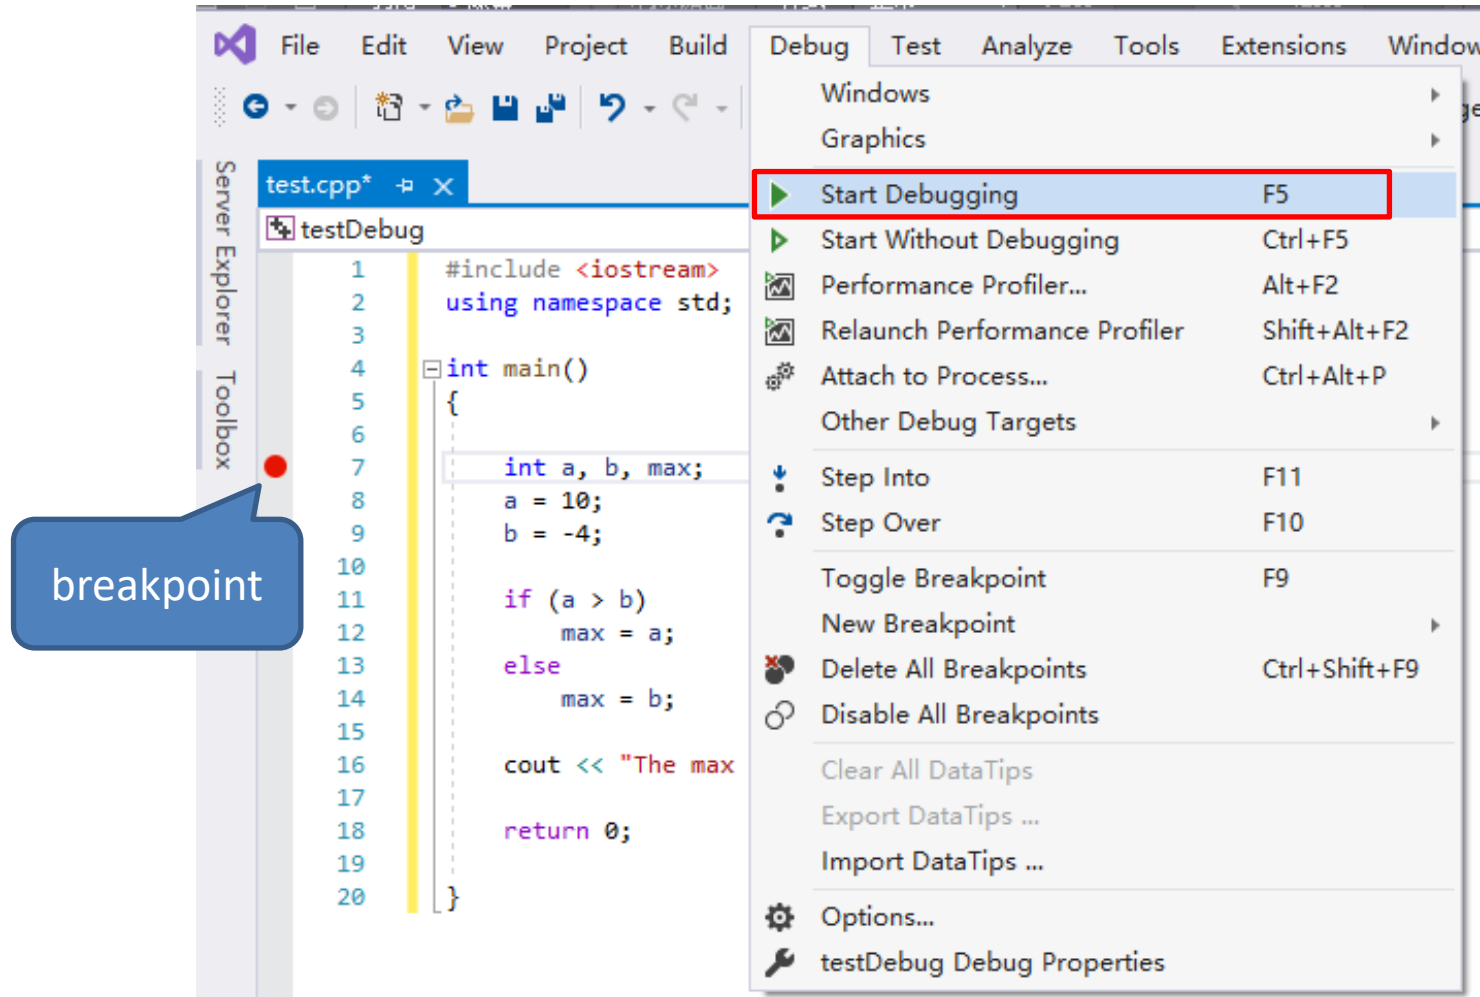 File Edit View Project Build Debug Test Analyze Tools Extensions Window
Windows
Graphics
Server Explorer
Toolbox
test.cpp*
testDebug
1 #include <iostream>
2 using namespace std;
3
4 int main()
5 {
6
7 int a, b, max;
8 a = 10;
9 b = -4;
10
11 if (a > b)
12 max = a;
13 else
14 max = b;
15
16 cout << "The max
17
18 return 0;
19
20 }
breakpoint
Start Debugging F5
Start Without Debugging Ctrl+F5
Performance Profiler... Alt+F2
Relaunch Performance Profiler Shift+Alt+F2
Attach to Process... Ctrl+Alt+P
Other Debug Targets
Step Into F11
Step Over F10
Toggle Breakpoint F9
New Breakpoint
Delete All Breakpoints Ctrl+Shift+F9
Disable All Breakpoints
Clear All DataTips
Export DataTips ...
Import DataTips ...
Options...
testDebug Debug Properties